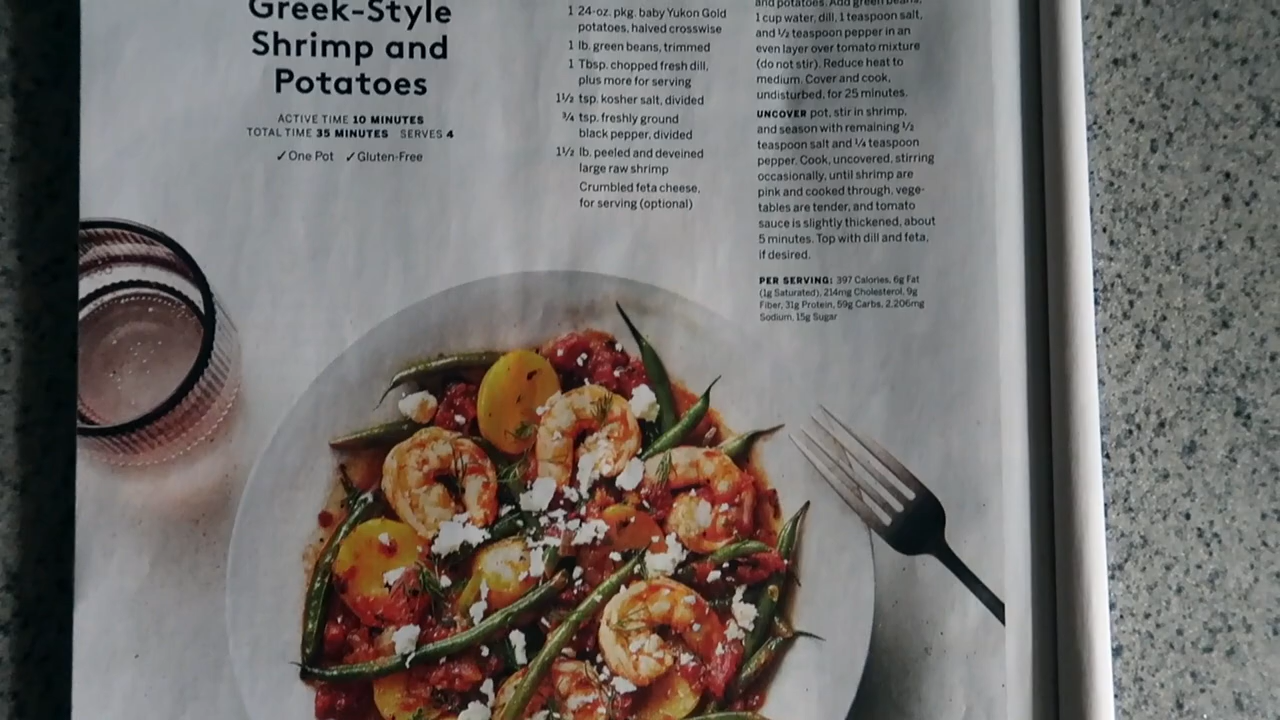 Greek-Style
Shrimp and
Potatoes
ACTIVE TIME 10 MINUTES
TOTAL TIME 35 MINUTES SERVES 4
✓One Pot ✓Gluten-Free
1 24-oz. pkg. baby Yukon Gold
potatoes, halved crosswise
1 lb. green beans, trimmed
1 Tbsp. chopped fresh dill,
plus more for serving
1½ tsp. kosher salt, divided
¾ tsp. freshly ground
black pepper, divided
1½ lb. peeled and deveined
large raw shrimp
Crumbled feta cheese,
for serving (optional)
and potatoes. Add green beans,
1 cup water, dill, 1 teaspoon salt,
and ½ teaspoon pepper in an
even layer over tomato mixture
(do not stir). Reduce heat to
medium. Cover and cook,
undisturbed, for 25 minutes.
UNCOVER pot, stir in shrimp,
and season with remaining ½
teaspoon salt and ¼ teaspoon
pepper. Cook, uncovered, stirring
occasionally, until shrimp are
pink and cooked through, vege-
tables are tender, and tomato
sauce is slightly thickened, about
5 minutes. Top with dill and feta,
if desired.
PER SERVING: 397 Calories, 6g Fat
(1g Saturated), 214mg Cholesterol, 9g
Fiber, 31g Protein, 59g Carbs, 2,206mg
Sodium, 15g Sugar